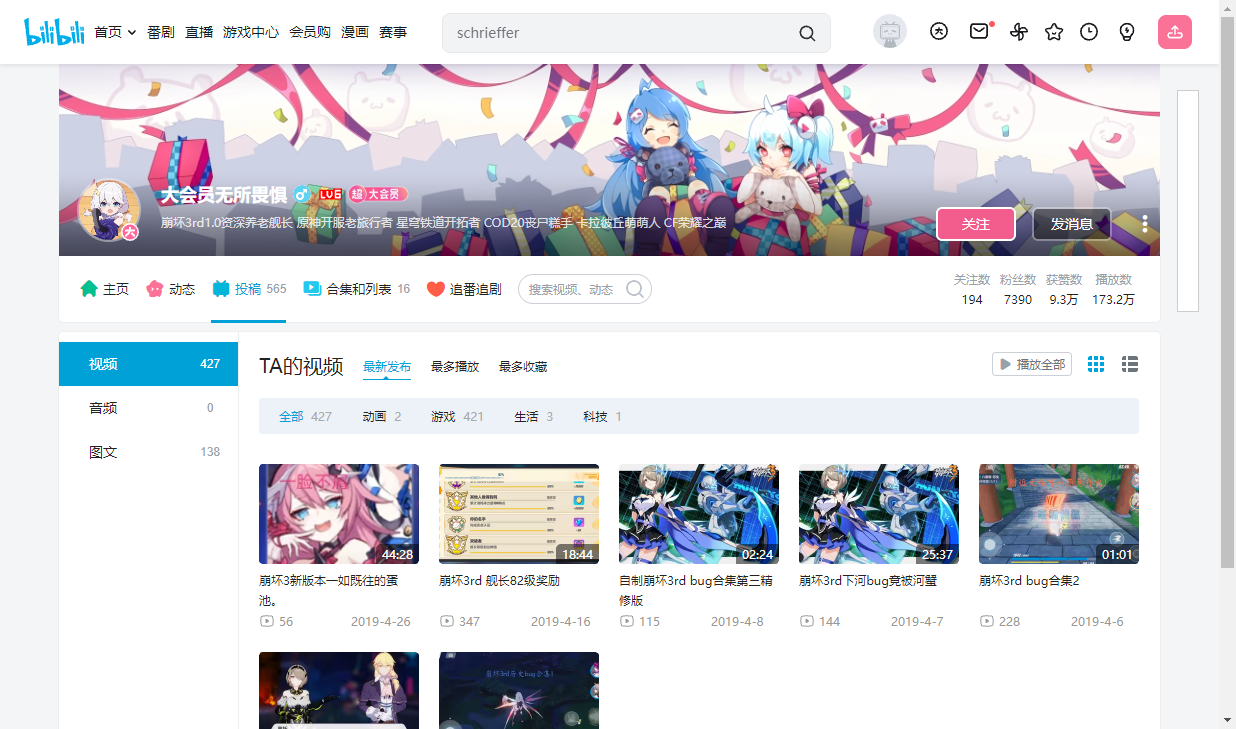 bilibili 首页 番剧 直播 游戏中心 会员购 漫画 赛事 schrieffer
大会员无所畏惧 LV6 超 大会员
崩坏3rd1.0资深养老舰长 原神开服老旅行者 星穹铁道开拓者 COD20丧尸糕手 卡拉彼丘萌萌人 CF荣耀之巅
大
关注 发消息
主页 动态 投稿 565 合集和列表 16 追番追剧 搜索视频、动态
关注数 粉丝数 获赞数 播放数
194 7390 9.3万 173.2万
视频 427
音频 0
图文 138
TA的视频 最新发布 最多播放 最多收藏 播放全部
全部 427 动画 2 游戏 421 生活 3 科技 1
44:28 18:44 02:24 25:37 01:01
崩坏3新版本一如既往的蛋池。
56 2019-4-26
崩坏3rd 舰长82级奖励
347 2019-4-16
自制崩坏3rd bug合集第三精修版
115 2019-4-8
崩坏3rd下河bug竟被河蟹
144 2019-4-7
崩坏3rd bug合集2
228 2019-4-6
崩坏3rd历史bug合集1